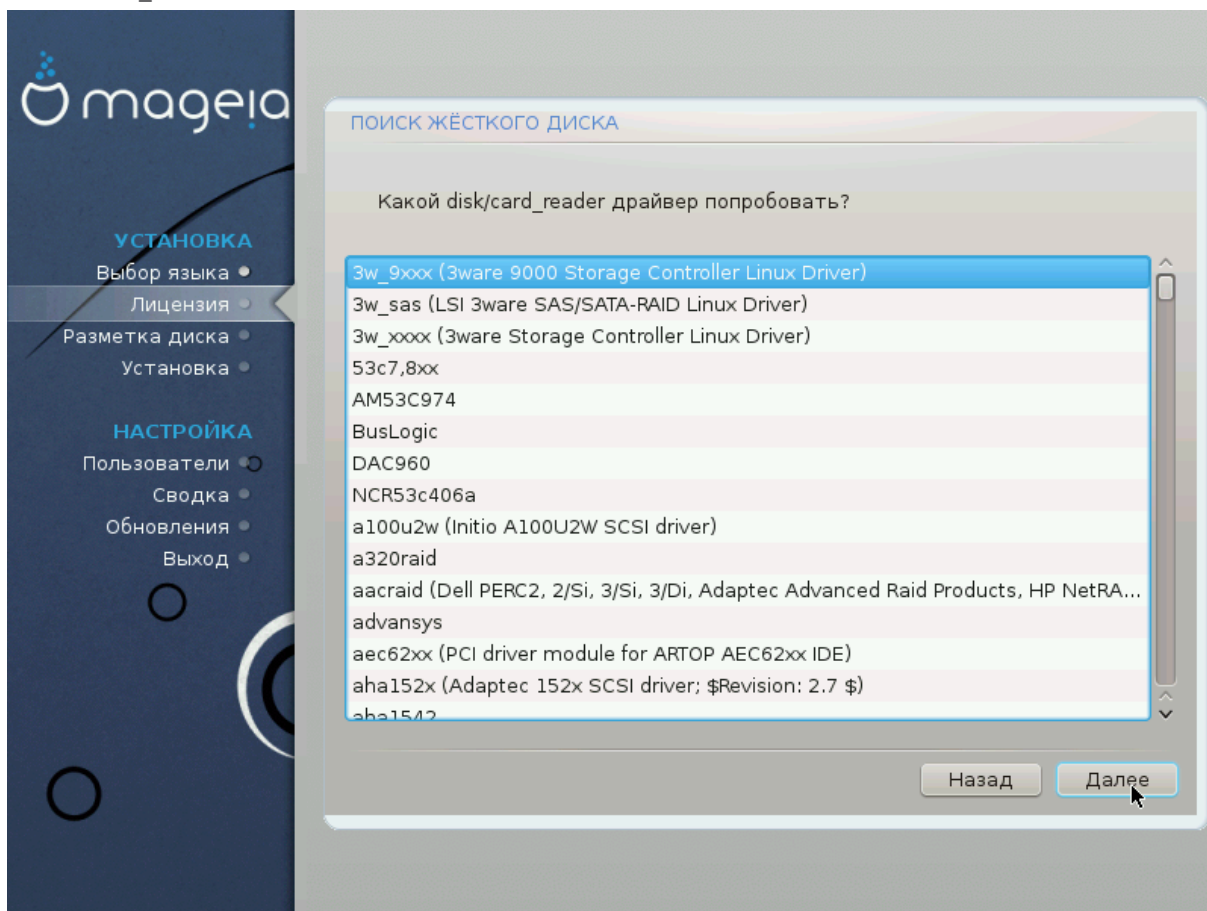 mageia
УСТАНОВКА
Выбор языка
Лицензия
Разметка диска
Установка
НАСТРОЙКА
Пользователи
Сводка
Обновления
Выход
ПОИСК ЖЁСТКОГО ДИСКА
Какой disk/card_reader драйвер попробовать?
3w_9xxx (3ware 9000 Storage Controller Linux Driver)
3w_sas (LSI 3ware SAS/SATA-RAID Linux Driver)
3w_xxxx (3ware Storage Controller Linux Driver)
53c7,8xx
AM53C974
BusLogic
DAC960
NCR53c406a
a100u2w (Initio A100U2W SCSI driver)
a320raid
aacraid (Dell PERC2, 2/Si, 3/Si, 3/Di, Adaptec Advanced Raid Products, HP NetRA...
advansys
aec62xx (PCI driver module for ARTOP AEC62xx IDE)
aha152x (Adaptec 152x SCSI driver; $Revision: 2.7 $)
aha1542
Назад
Далее